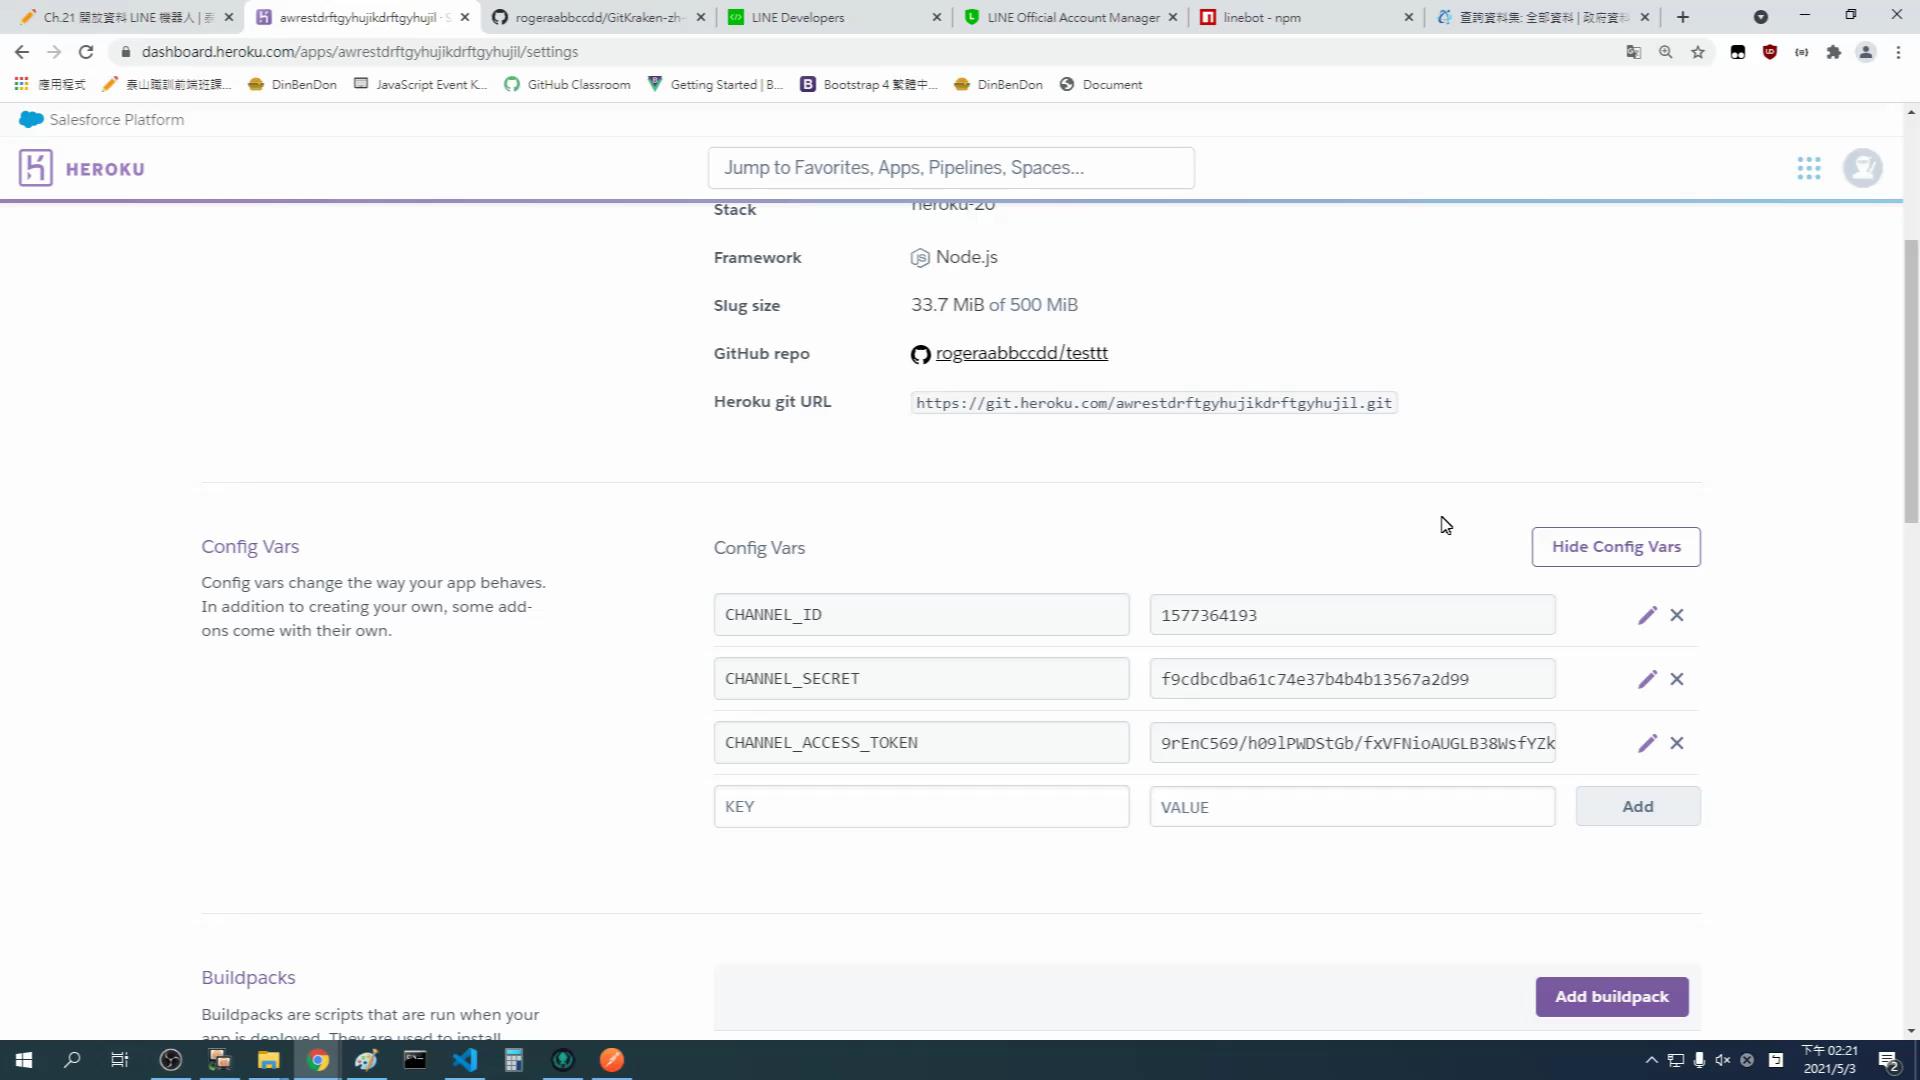 Ch.21 開放資料 LINE 機器人 | 泰
awrestdrftgyhujikdrftgyhujil · S
rogeraabbccdd/GitKraken-zh-
LINE Developers
LINE Official Account Manager
linebot - npm
查詢資料集: 全部資料 | 政府資料
dashboard.heroku.com/apps/awrestdrftgyhujikdrftgyhujil/settings
應用程式
泰山職訓前端班課...
DinBenDon
JavaScript Event K...
GitHub Classroom
Getting Started | B...
Bootstrap 4 繁體中...
DinBenDon
Document
Salesforce Platform
HEROKU
Jump to Favorites, Apps, Pipelines, Spaces...
Stack
heroku-20
Framework
Node.js
Slug size
33.7 MiB of 500 MiB
GitHub repo
rogeraabbccdd/testtt
Heroku git URL
https://git.heroku.com/awrestdrftgyhujikdrftgyhujil.git
Config Vars
Config vars change the way your app behaves.
In addition to creating your own, some add-
ons come with their own.
Config Vars
Hide Config Vars
CHANNEL_ID
1577364193
CHANNEL_SECRET
f9cdbcdba61c74e37b4b4b13567a2d99
CHANNEL_ACCESS_TOKEN
9rEnC569/h09lPWDStGb/fxVFNioAUGLB38WsfYZk
KEY
VALUE
Add
Buildpacks
Buildpacks are scripts that are run when your
app is deployed. They are used to install
Add buildpack
下午 02:21
2021/5/3
2